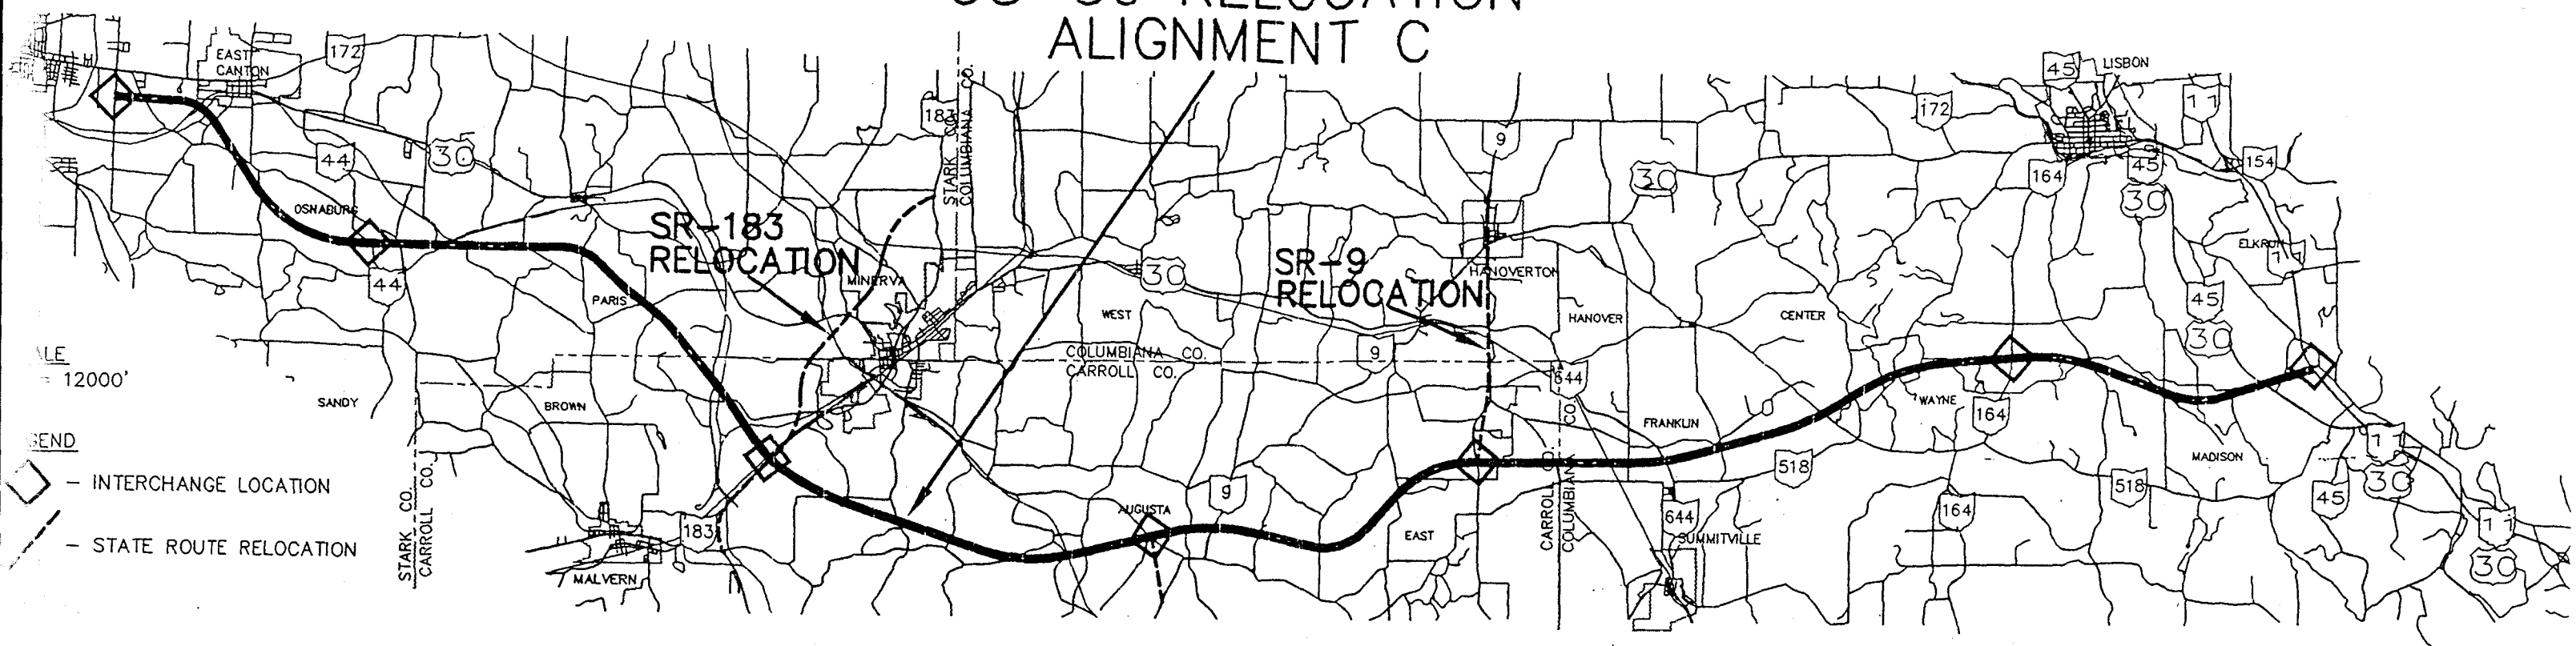 ALIGNMENT C
EAST
CANTON
172
183
STARK CO.
COLUMBIANA CO.
45
LISBON
172
11
9
44
30
30
164
45
30
154
OSNABURG
SR-183
RELOCATION
MINERVA
44
PARIS
30
SR-9
RELOCATION
HANOVERTON
ELKRUN
11
WEST
HANOVER
CENTER
45
30
COLUMBIANA CO.
CARROLL CO.
9
644
12000'
SANDY
BROWN
WAYNE
164
FRANKLIN
INTERCHANGE LOCATION
- STATE ROUTE RELOCATION
STARK CO.
CARROLL CO.
183
MALVERN
AUGUSTA
9
EAST
CARROLL CO.
COLUMBIANA CO.
518
644
SUMMITVILLE
164
518
MADISON
45
11
30
11
30